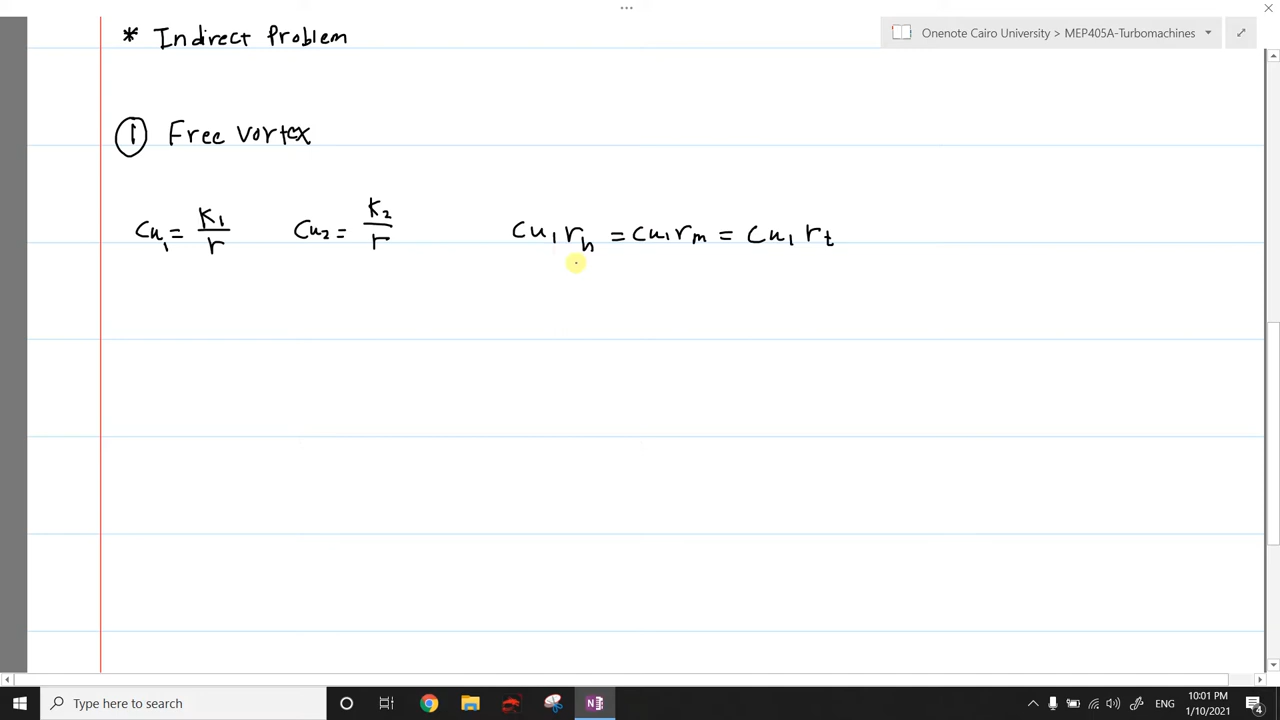 * Indirect Problem
Onenote Cairo University > MEP405A-Turbomachines
① Free Vortex
Cu₁ = K₁/r Cu₂ = K₂/r Cu₁ rₕ = Cu₁ rₘ = Cu₁ rₜ
Type here to search
ENG
10:01 PM
1/10/2021
4